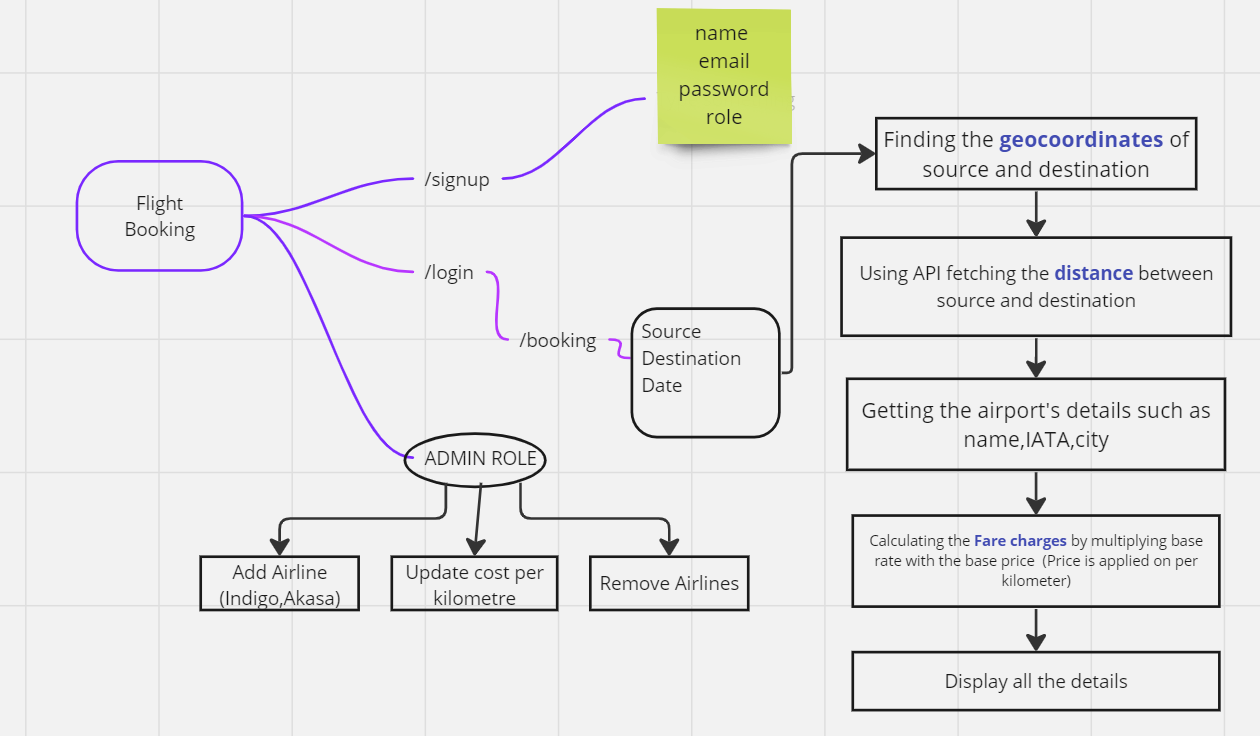 name
email
password
role
Flight
Booking
/signup
/login
/booking
Source
Destination
Date
ADMIN ROLE
Add Airline
(Indigo,Akasa)
Update cost per
kilometre
Remove Airlines
Finding the geocoordinates of
source and destination
Using API fetching the distance between
source and destination
Getting the airport's details such as
name,IATA,city
Calculating the Fare charges by multiplying base
rate with the base price (Price is applied on per
kilometer)
Display all the details